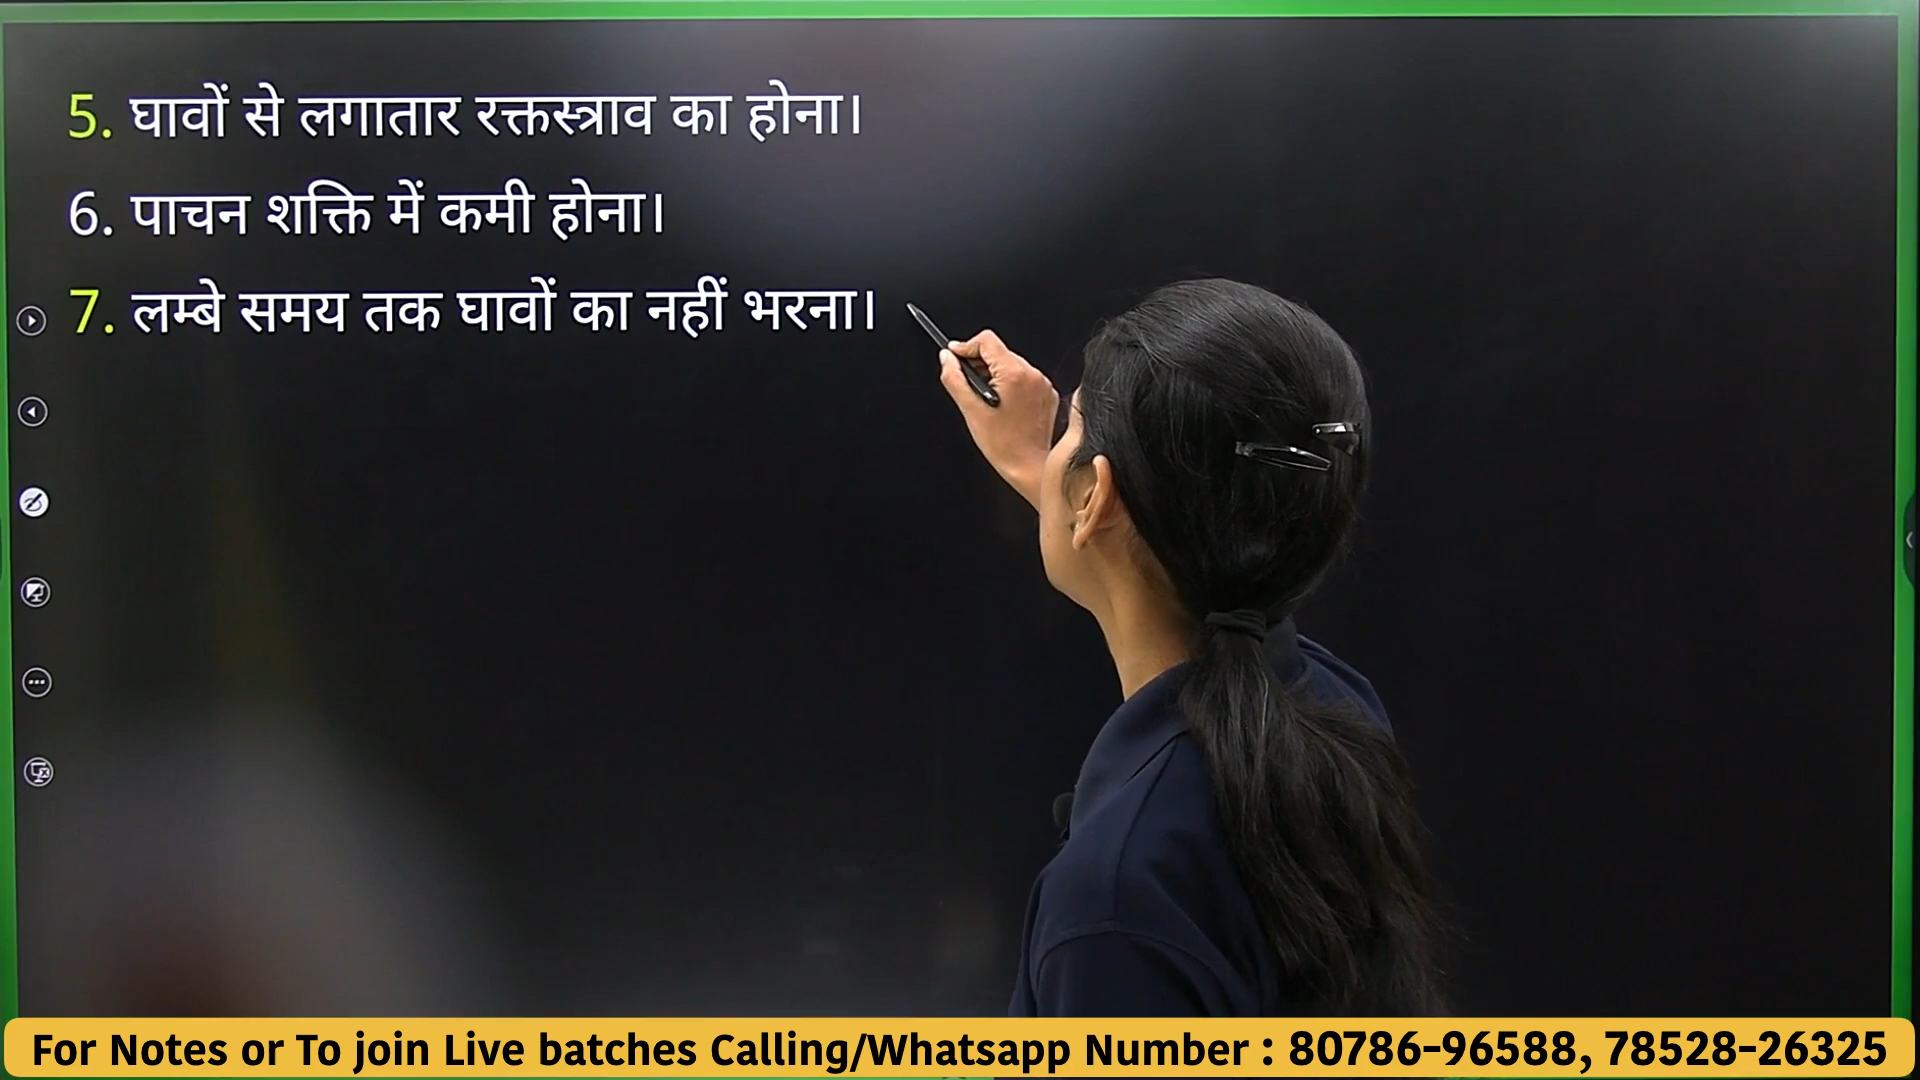 5. घावों से लगातार रक्तस्त्राव का होना।
6. पाचन शक्ति में कमी होना।
7. लम्बे समय तक घावों का नहीं भरना।
For Notes or To join Live batches Calling/Whatsapp Number : 80786-96588, 78528-26325